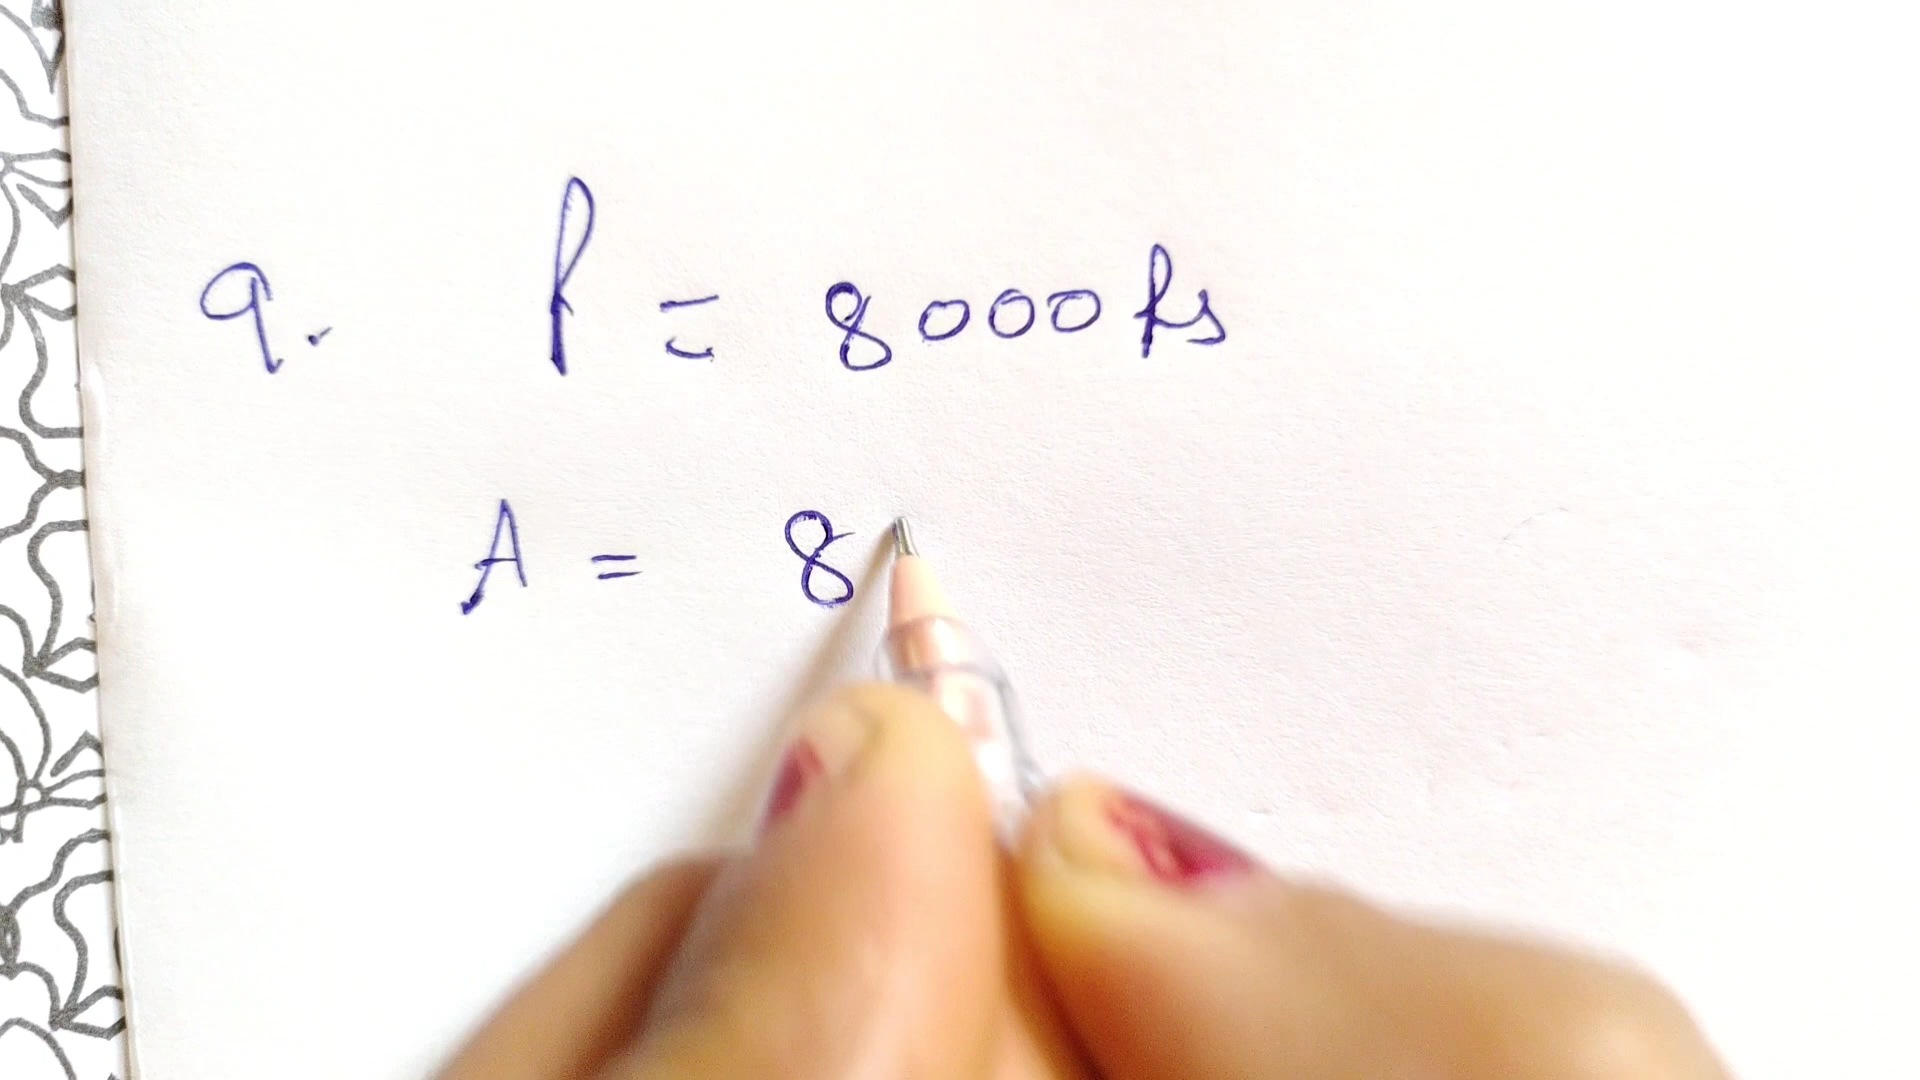 9. P = 8000 Rs
A = 8